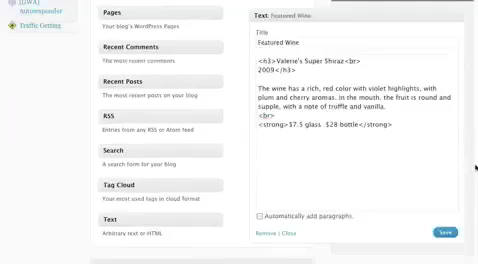 (GWA)
Autoresponder
Traffic Getting
Pages
Your blog's WordPress Pages
Recent Comments
The most recent comments
Recent Posts
The most recent posts on your blog
RSS
Entries from any RSS or Atom feed
Search
A search form for your blog
Tag Cloud
Your most used tags in cloud format
Text
Arbitrary text or HTML
Text: Featured Wine
Title
Featured Wine
<h3>Valerie's Super Shiraz<br>
2009</h3>
The wine has a rich, red color with violet highlights, with
plum and cherry aromas. In the mouth, the fruit is round and
supple, with a note of truffle and vanilla.
<br>
<strong>$7.5 glass $28 bottle</strong>
Automatically add paragraphs.
Remove | Close
Save